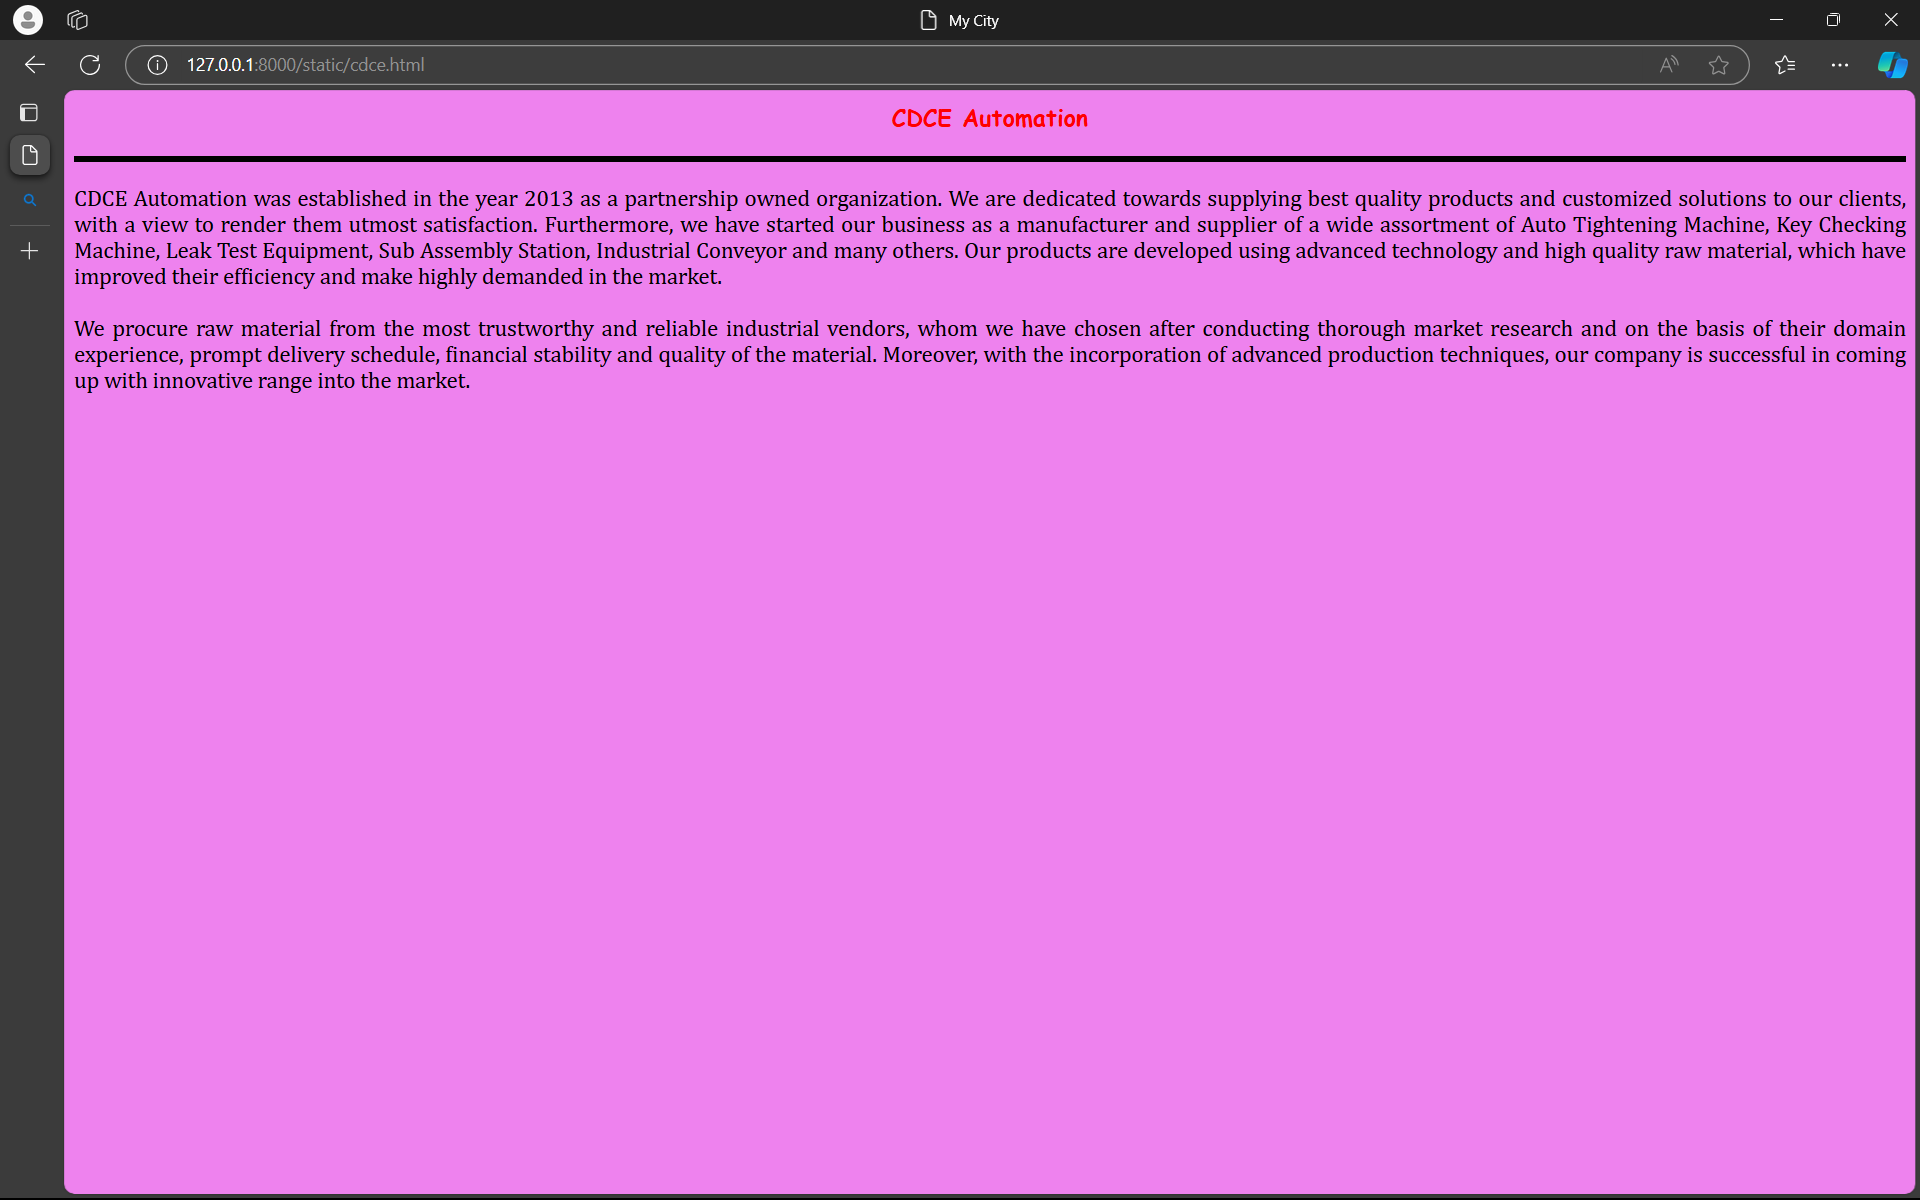 My City
127.0.0.1:8000/static/cdce.html
CDCE Automation
CDCE Automation was established in the year 2013 as a partnership owned organization. We are dedicated towards supplying best quality products and customized solutions to our clients,
with a view to render them utmost satisfaction. Furthermore, we have started our business as a manufacturer and supplier of a wide assortment of Auto Tightening Machine, Key Checking
Machine, Leak Test Equipment, Sub Assembly Station, Industrial Conveyor and many others. Our products are developed using advanced technology and high quality raw material, which have
improved their efficiency and make highly demanded in the market.
We procure raw material from the most trustworthy and reliable industrial vendors, whom we have chosen after conducting thorough market research and on the basis of their domain
experience, prompt delivery schedule, financial stability and quality of the material. Moreover, with the incorporation of advanced production techniques, our company is successful in coming
up with innovative range into the market.